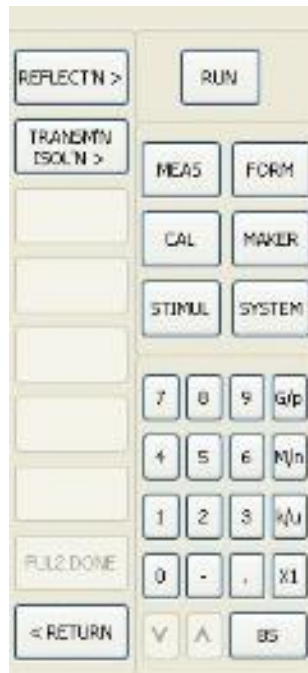 REFLECT'N >
RUN
TRANSM'N
ISOL'N >
MEAS
FORM
CAL
MAKER
STIMUL
SYSTEM
7 8 9 G/p
4 5 6 M/n
1 2 3 k/u
0 - . X1
FUL2 DONE
< RETURN
V Λ BS